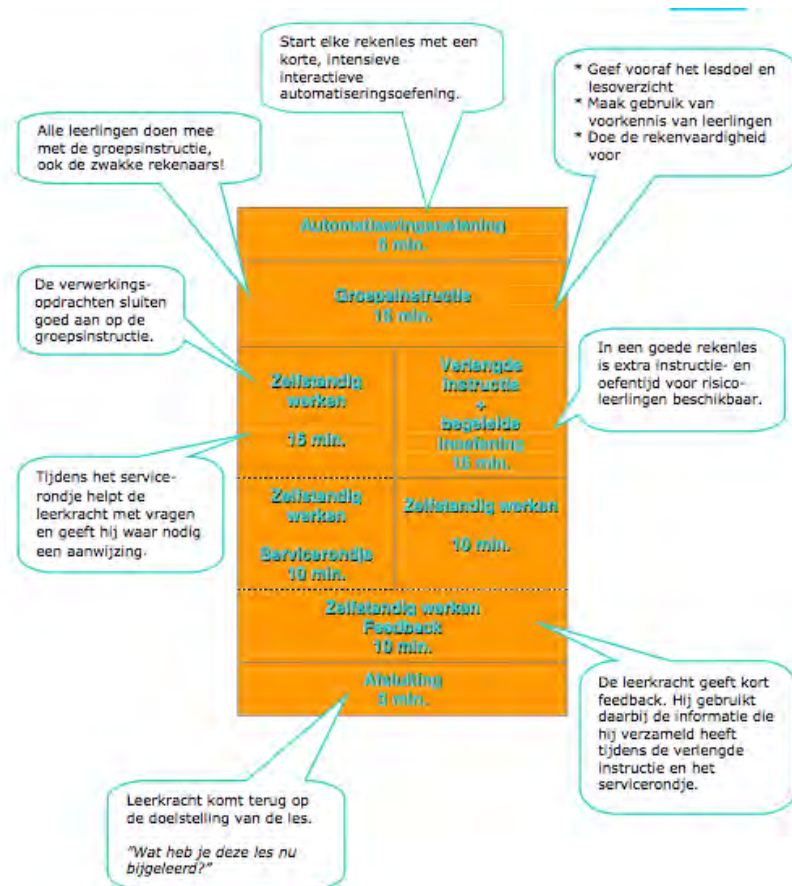 Start elke rekenles met een
korte, intensieve
interactieve
automatiseringsoefening.
* Geef vooraf het lesdoel en
lesoverzicht
* Maak gebruik van
voorkennis van leerlingen
* Doe de rekenvaardigheid
voor
Alle leerlingen doen mee
met de groepsinstructie,
ook de zwakke rekenaars!
Automatiseringsoefening
5 min.
Groepsinstructie
15 min.
De verwerkings-
opdrachten sluiten
goed aan op de
groepsinstructie.
Zelfstandig
werken
15 min.
Verlengde
instructie
+
begeleide
inoefening
15 min.
In een goede rekenles
is extra instructie- en
oefentijd voor risico-
leerlingen beschikbaar.
Tijdens het service-
rondje helpt de
leerkracht met vragen
en geeft hij waar nodig
een aanwijzing.
Zelfstandig
werken
Servicerondje
10 min.
Zelfstandig werken
10 min.
Zelfstandig werken
Feedback
10 min.
Afsluiting
5 min.
De leerkracht geeft kort
feedback. Hij gebruikt
daarbij de informatie die
hij verzameld heeft
tijdens de verlengde
instructie en het
servicerondje.
Leerkracht komt terug op
de doelstelling van de les.
"Wat heb je deze les nu
bijgeleerd?"